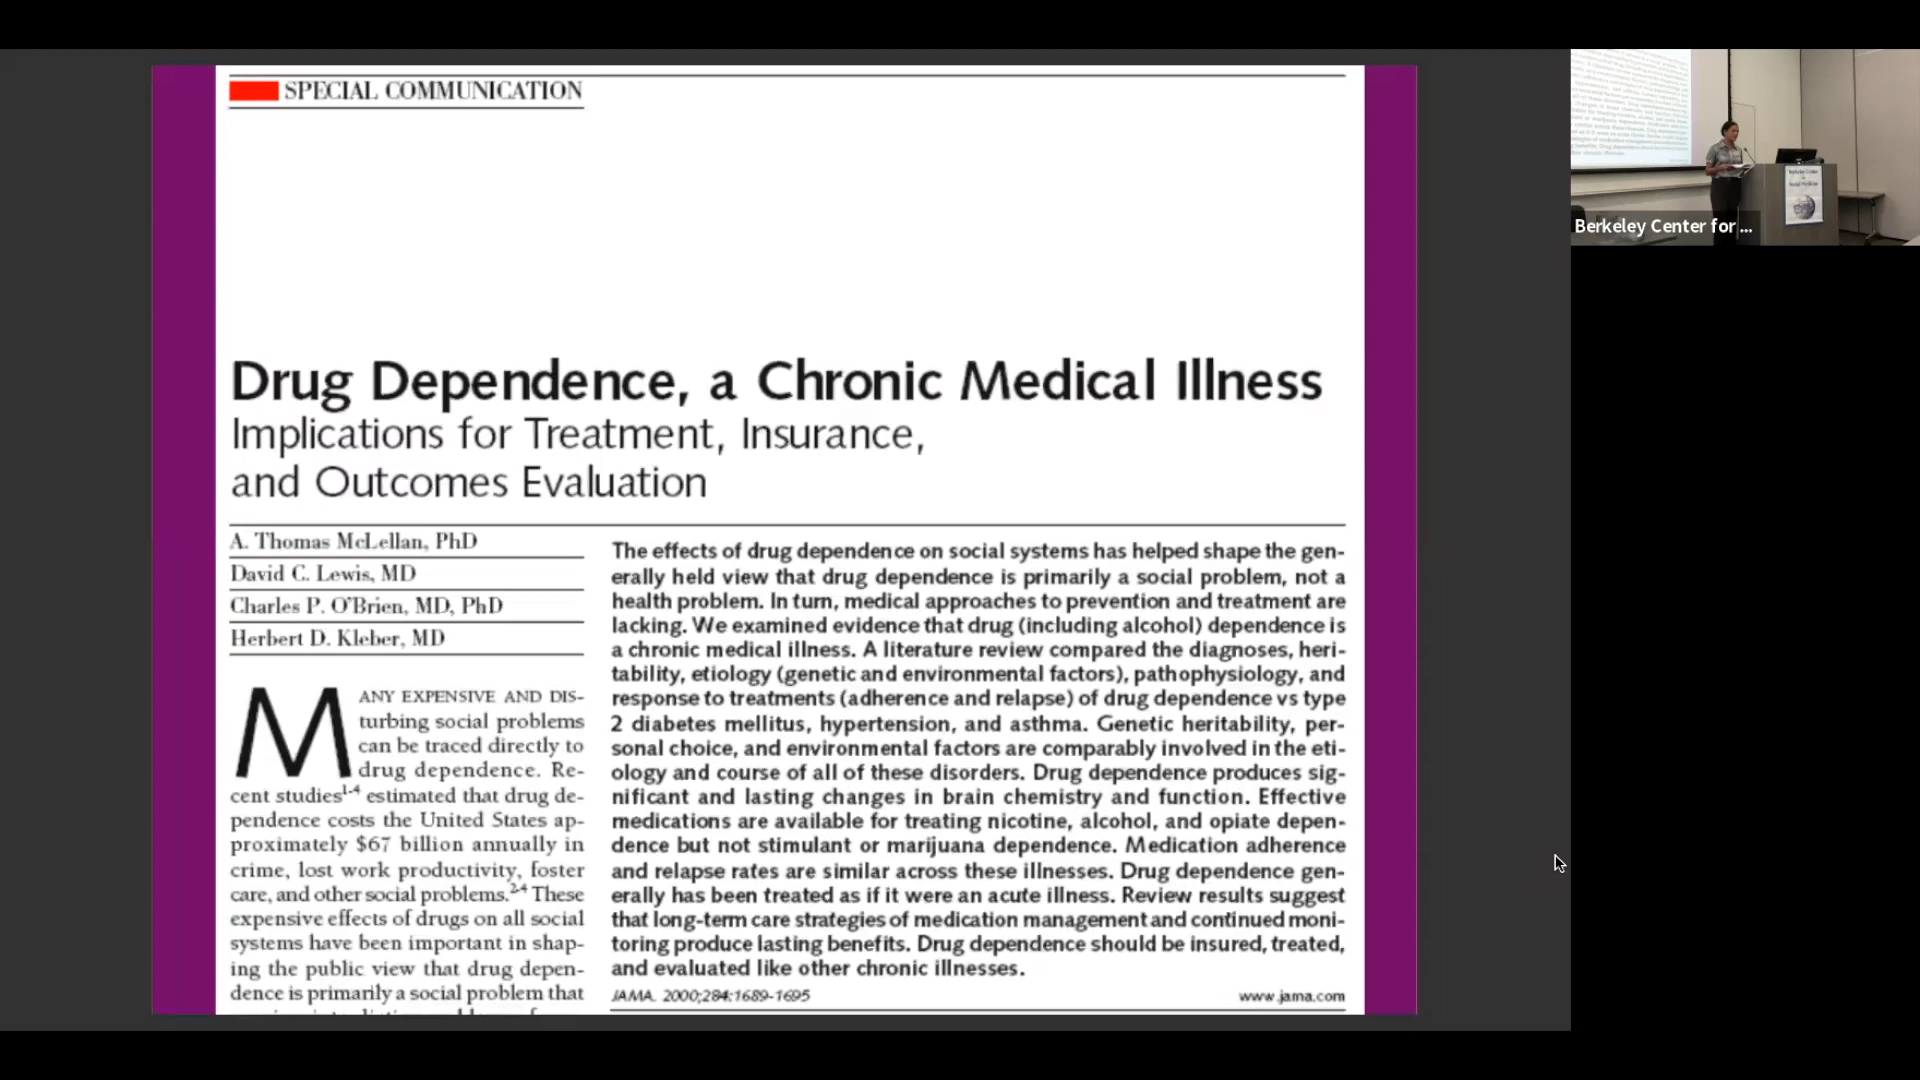 SPECIAL COMMUNICATION
Drug Dependence, a Chronic Medical Illness
Implications for Treatment, Insurance,
and Outcomes Evaluation
A. Thomas McLellan, PhD
David C. Lewis, MD
Charles P. O'Brien, MD, PhD
Herbert D. Kleber, MD
MANY EXPENSIVE AND DIS-
turbing social problems
can be traced directly to
drug dependence. Re-
cent studies1-4 estimated that drug de-
pendence costs the United States ap-
proximately $67 billion annually in
crime, lost work productivity, foster
care, and other social problems.2-4 These
expensive effects of drugs on all social
systems have been important in shap-
ing the public view that drug depen-
dence is primarily a social problem that
The effects of drug dependence on social systems has helped shape the gen-
erally held view that drug dependence is primarily a social problem, not a
health problem. In turn, medical approaches to prevention and treatment are
lacking. We examined evidence that drug (including alcohol) dependence is
a chronic medical illness. A literature review compared the diagnoses, heri-
tability, etiology (genetic and environmental factors), pathophysiology, and
response to treatments (adherence and relapse) of drug dependence vs type
2 diabetes mellitus, hypertension, and asthma. Genetic heritability, per-
sonal choice, and environmental factors are comparably involved in the eti-
ology and course of all of these disorders. Drug dependence produces sig-
nificant and lasting changes in brain chemistry and function. Effective
medications are available for treating nicotine, alcohol, and opiate depen-
dence but not stimulant or marijuana dependence. Medication adherence
and relapse rates are similar across these illnesses. Drug dependence gen-
erally has been treated as if it were an acute illness. Review results suggest
that long-term care strategies of medication management and continued moni-
toring produce lasting benefits. Drug dependence should be insured, treated,
and evaluated like other chronic illnesses.
JAMA. 2000;284:1689-1695
www.jama.com
Berkeley Center
Social Medicine
Berkeley Center for ...